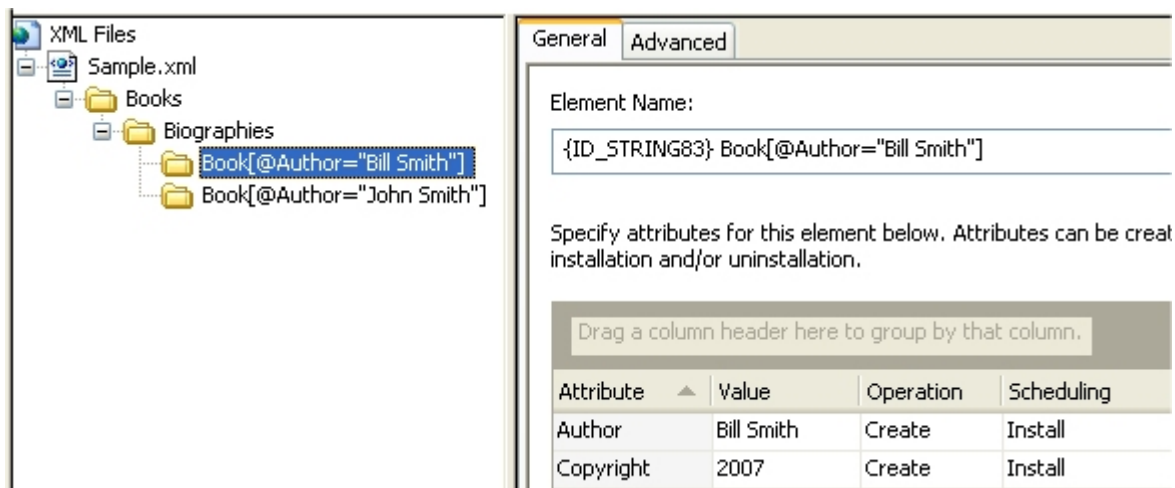 XML Files
Sample.xml
Books
Biographies
Book[@Author="Bill Smith"]
Book[@Author="John Smith"]
General
Advanced
Element Name:
{ID_STRING83} Book[@Author="Bill Smith"]
Specify attributes for this element below. Attributes can be creat
installation and/or uninstallation.
Drag a column header here to group by that column.
Attribute Value Operation Scheduling
Author Bill Smith Create Install
Copyright 2007 Create Install